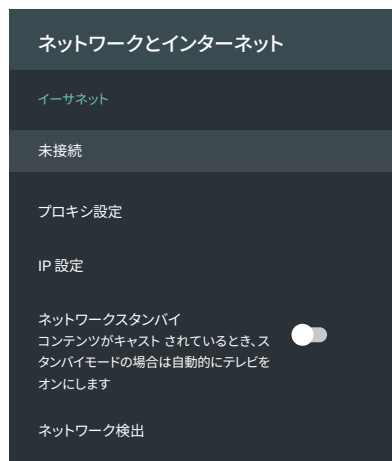 ネットワークとインターネット
イーサネット
未接続
プロキシ設定
IP 設定
ネットワークスタンバイ
コンテンツがキャスト されているとき、ス
タンバイモードの場合は自動的にテレビを
オンにします
ネットワーク検出